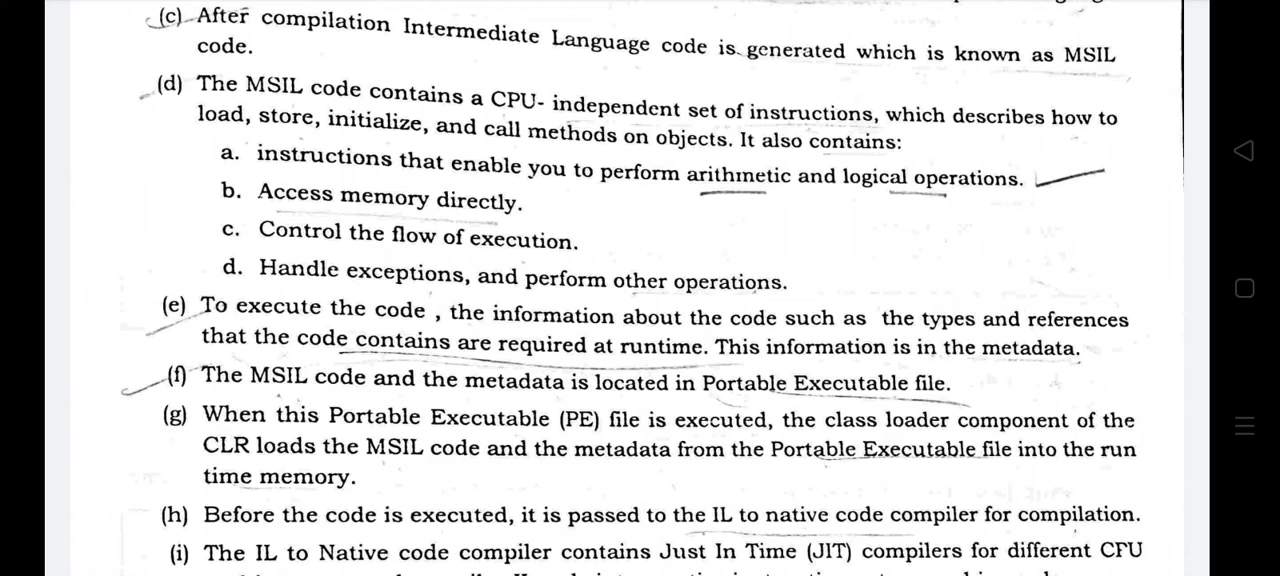 (c) After compilation Intermediate Language code is generated which is known as MSIL
code.
(d) The MSIL code contains a CPU- independent set of instructions, which describes how to
load, store, initialize, and call methods on objects. It also contains:
a. instructions that enable you to perform arithmetic and logical operations.
b. Access memory directly.
c. Control the flow of execution.
d. Handle exceptions, and perform other operations.
(e) To execute the code , the information about the code such as the types and references
that the code contains are required at runtime. This information is in the metadata.
(f) The MSIL code and the metadata is located in Portable Executable file.
(g) When this Portable Executable (PE) file is executed, the class loader component of the
CLR loads the MSIL code and the metadata from the Portable Executable file into the run
time memory.
(h) Before the code is executed, it is passed to the IL to native code compiler for compilation.
(i) The IL to Native code compiler contains Just In Time (JIT) compilers for different CFU